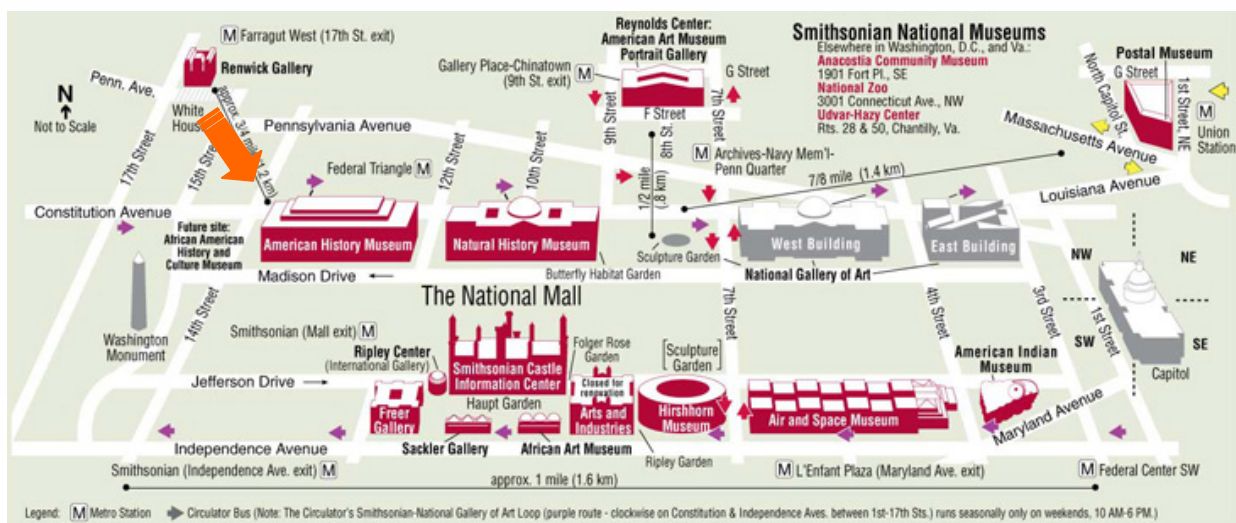 M Farragut West (17th St. exit)
Renwick Gallery
Penn. Ave.
White
House
approx. 3/4 mile (1.2 km)
N
Not to Scale
17th Street
15th Street
Pennsylvania Avenue
Federal Triangle M
12th Street
10th Street
Constitution Avenue
Future site:
African American
History and
Culture Museum
American History Museum
Natural History Museum
Butterfly Habitat Garden
Madison Drive
Reynolds Center:
American Art Museum
Portrait Gallery
Gallery Place-Chinatown
(9th St. exit) M
G Street
F Street
9th Street
8th St.
7th Street
1/2 mile
(.8 km)
M Archives-Navy Mem'l-
Penn Quarter
7/8 mile (1.4 km)
Smithsonian National Museums
Elsewhere in Washington, D.C., and Va.:
Anacostia Community Museum
1901 Fort Pl., SE
National Zoo
3001 Connecticut Ave., NW
Udvar-Hazy Center
Rts. 28 & 50, Chantilly, Va.
Postal Museum
G Street
North Capitol St.
1st Street, NE
M
Union
Station
Massachusetts Avenue
Louisiana Avenue
West Building
East Building
Sculpture Garden
National Gallery of Art
NW
NE
SW
SE
Capitol
The National Mall
14th Street
Washington
Monument
Smithsonian (Mall exit) M
Ripley Center
(International Gallery)
Smithsonian Castle
Information Center
Folger Rose
Garden
[Sculpture
Garden]
7th Street
4th Street
3rd Street
1st Street
American Indian
Museum
Jefferson Drive
Haupt Garden
Closed for
renovation
Freer
Gallery
Arts and
Industries
Hirshhorn
Museum
Air and Space Museum
Maryland Avenue
Independence Avenue
Sackler Gallery
African Art Museum
Ripley Garden
Smithsonian (Independence Ave. exit) M
M L'Enfant Plaza (Maryland Ave. exit)
M Federal Center SW
approx. 1 mile (1.6 km)
Legend: M Metro Station Circulator Bus (Note: The Circulator's Smithsonian-National Gallery of Art Loop (purple route - clockwise on Constitution & Independence Aves. between 1st-17th Sts.) runs seasonally only on weekends, 10 AM-6 PM.)